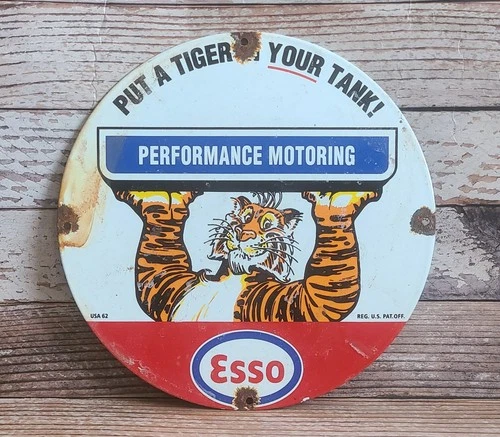 PUT A TIGER YOUR TANK!
PERFORMANCE MOTORING
USA 62
REG. U.S. PAT.OFF.
Esso